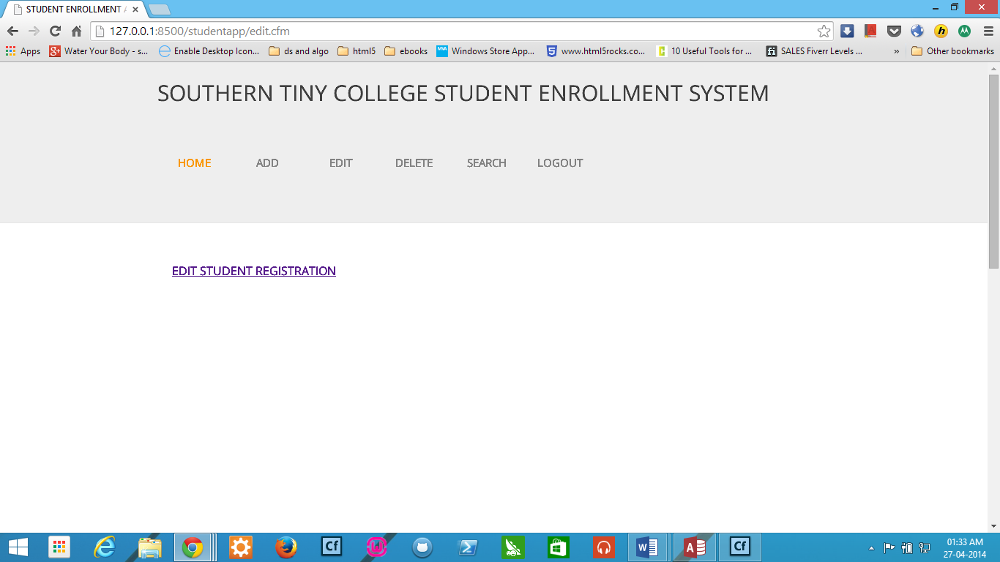 STUDENT ENROLLMENT A
127.0.0.1:8500/studentapp/edit.cfm
Apps Water Your Body - s... Enable Desktop Icon... ds and algo html5 ebooks Windows Store App... www.html5rocks.co... 10 Useful Tools for ... SALES Fiverr Levels ... » Other bookmarks
SOUTHERN TINY COLLEGE STUDENT ENROLLMENT SYSTEM
HOME ADD EDIT DELETE SEARCH LOGOUT
EDIT STUDENT REGISTRATION
01:33 AM
27-04-2014